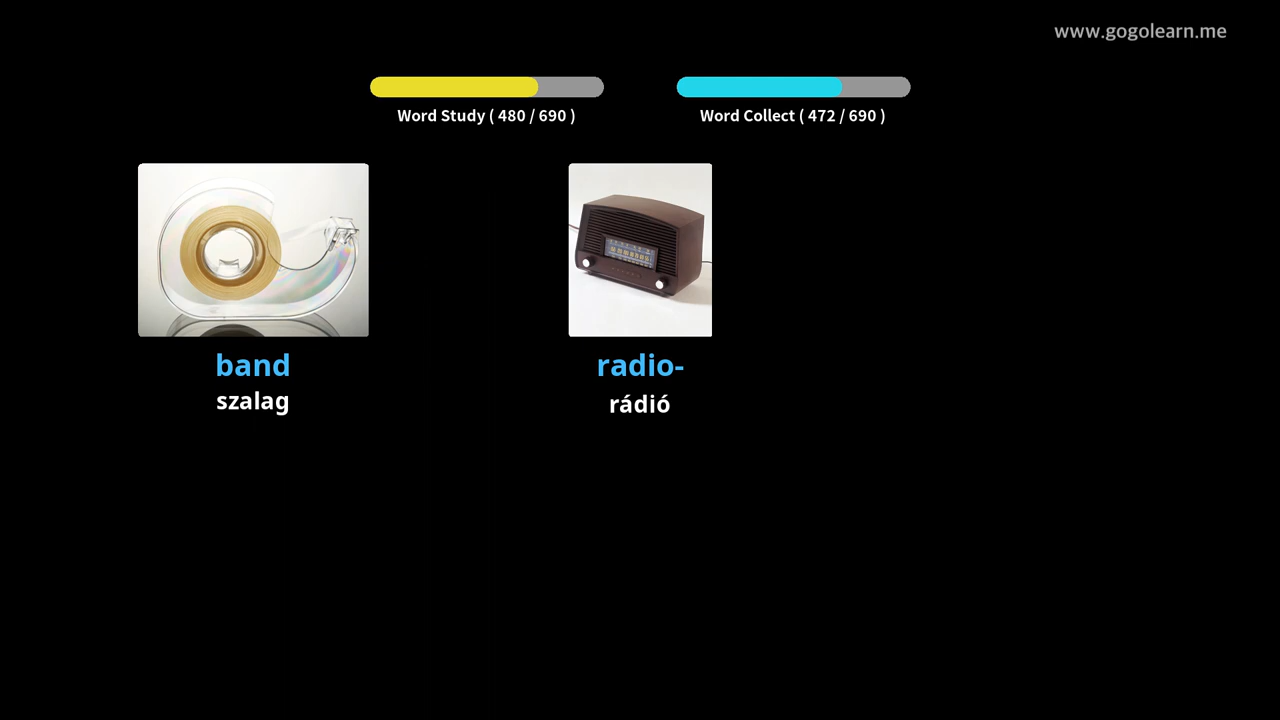 www.gogolearn.me
Word Study ( 480 / 690 )
Word Collect ( 472 / 690 )
band
szalag
radio-
rádió